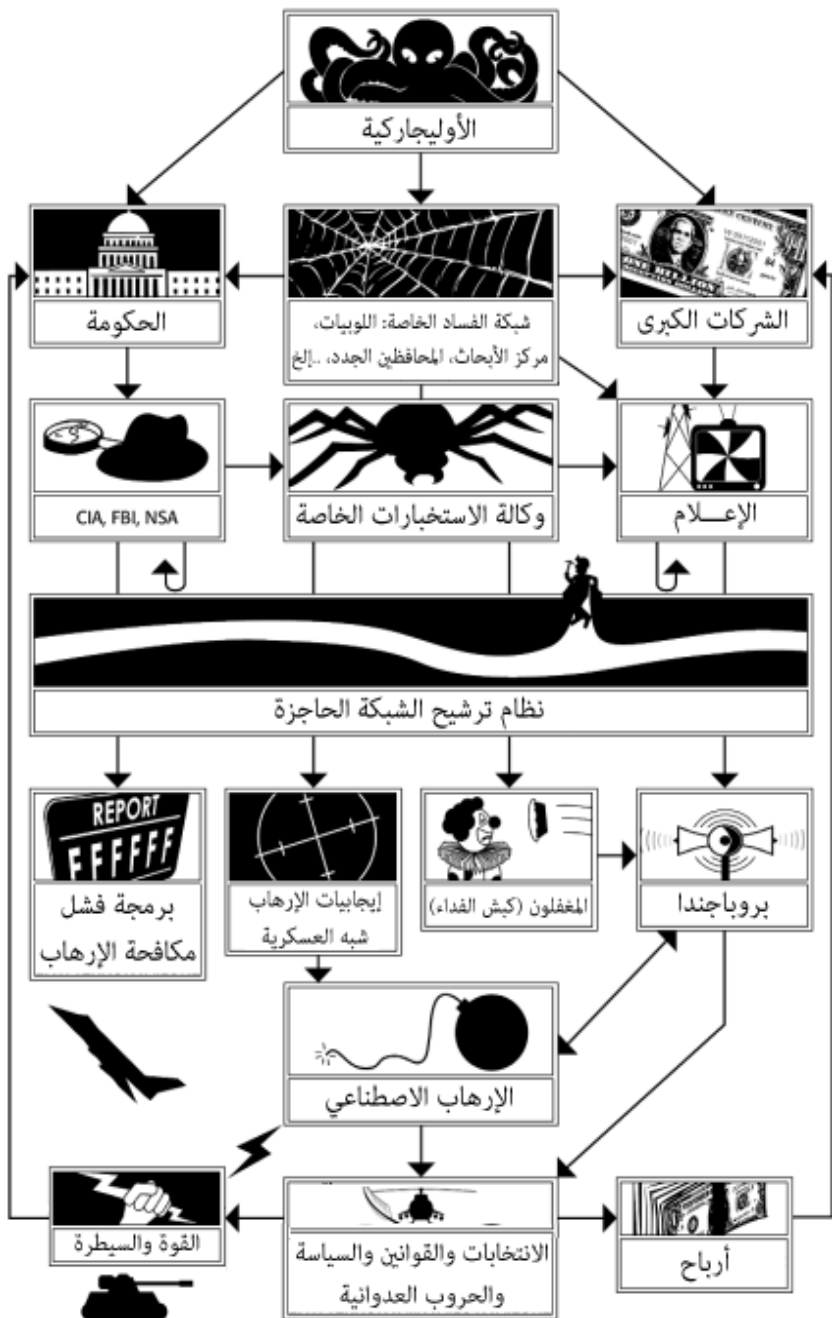 الأوليجاركية
الحكومة
شبكة الفساد الخاصة: اللوبيات،
مركز الأبحاث، المحافظين الجدد، ..إلخ
الشركات الكبرى
CIA, FBI, NSA
وكالة الاستخبارات الخاصة
الإعـــلام
نظام ترشيح الشبكة الحاجزة
REPORT
FFFFFF
برمجة فشل
مكافحة الإرهاب
إيجابيات الإرهاب
شبه العسكرية
المغفلون (كبش الفداء)
بروباجندا
الإرهاب الاصطناعي
القوة والسيطرة
الانتخابات والقوانين والسياسة
والحروب العدوانية
أرباح